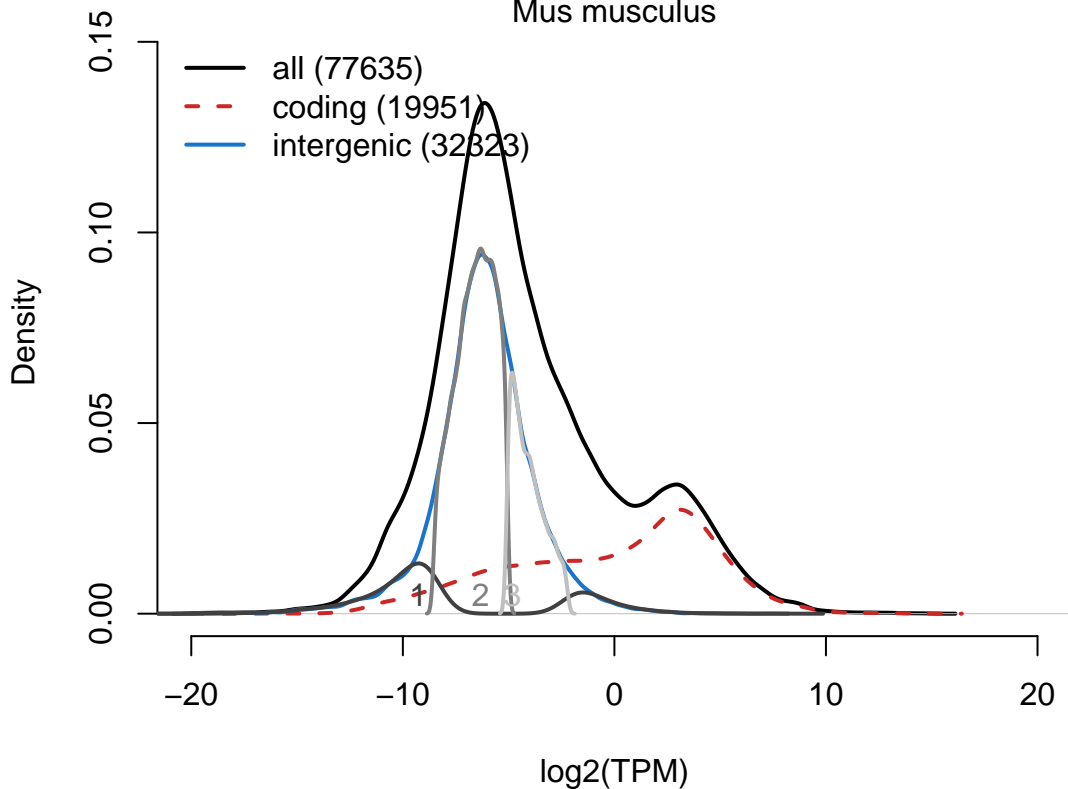 Mus musculus
all (77635)
coding (19951)
intergenic (32323)
Density
0.15
0.10
0.05
0.00
1 2 3
−20 −10 0 10 20
log2(TPM)